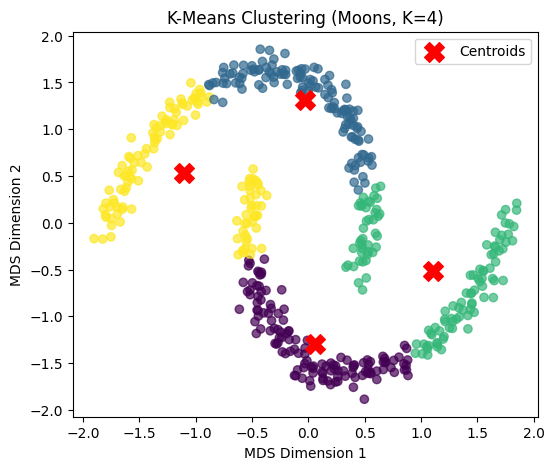 K-Means Clustering (Moons, K=4)
Centroids
MDS Dimension 2
2.0
1.5
1.0
0.5
0.0
−0.5
−1.0
−1.5
−2.0
−2.0 −1.5 −1.0 −0.5 0.0 0.5 1.0 1.5 2.0
MDS Dimension 1